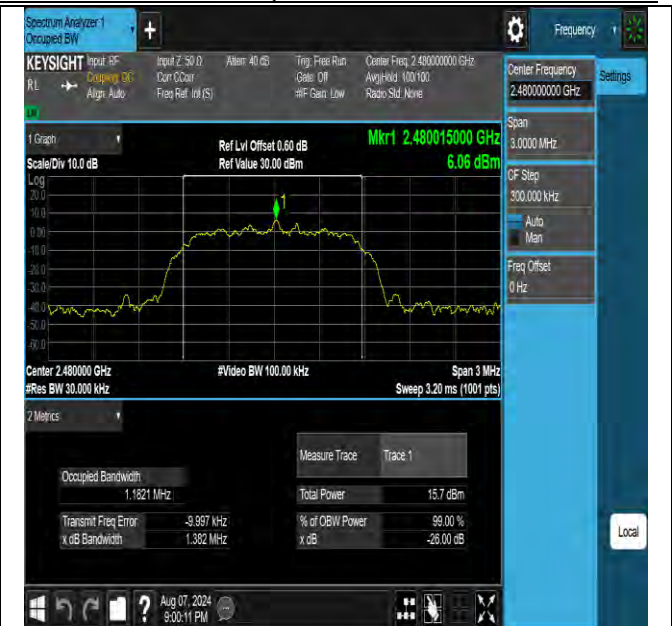 Spectrum Analyzer 1
Occupied BW
Frequency
KEYSIGHT Input: RF
Coupling: DC
Align: Auto
RL
Input Z: 50 Ω
Corr CCorr
Freq Ref: Int (S)
Atten: 40 dB
Trig: Free Run
Gate: Off
#IF Gain: Low
Center Freq: 2.480000000 GHz
Avg|Hold: 100/100
Radio Std: None
Center Frequency
2.480000000 GHz
Settings
Span
3.0000 MHz
CF Step
300.000 kHz
Auto
Man
Freq Offset
0 Hz
1 Graph
Scale/Div 10.0 dB
Ref Lvl Offset 0.60 dB
Ref Value 30.00 dBm
Mkr1 2.480015000 GHz
6.06 dBm
Log
20.0
10.0
0.00
-10.0
-20.0
-30.0
-40.0
-50.0
-60.0
1
Center 2.480000 GHz
#Res BW 30.000 kHz
#Video BW 100.00 kHz
Span 3 MHz
Sweep 3.20 ms (1001 pts)
2 Metrics
Measure Trace Trace 1
Occupied Bandwidth
1.1821 MHz
Total Power 15.7 dBm
Transmit Freq Error -9.997 kHz
% of OBW Power 99.00 %
x dB Bandwidth 1.382 MHz
x dB -26.00 dB
Local
Aug 07, 2024
9:00:11 PM